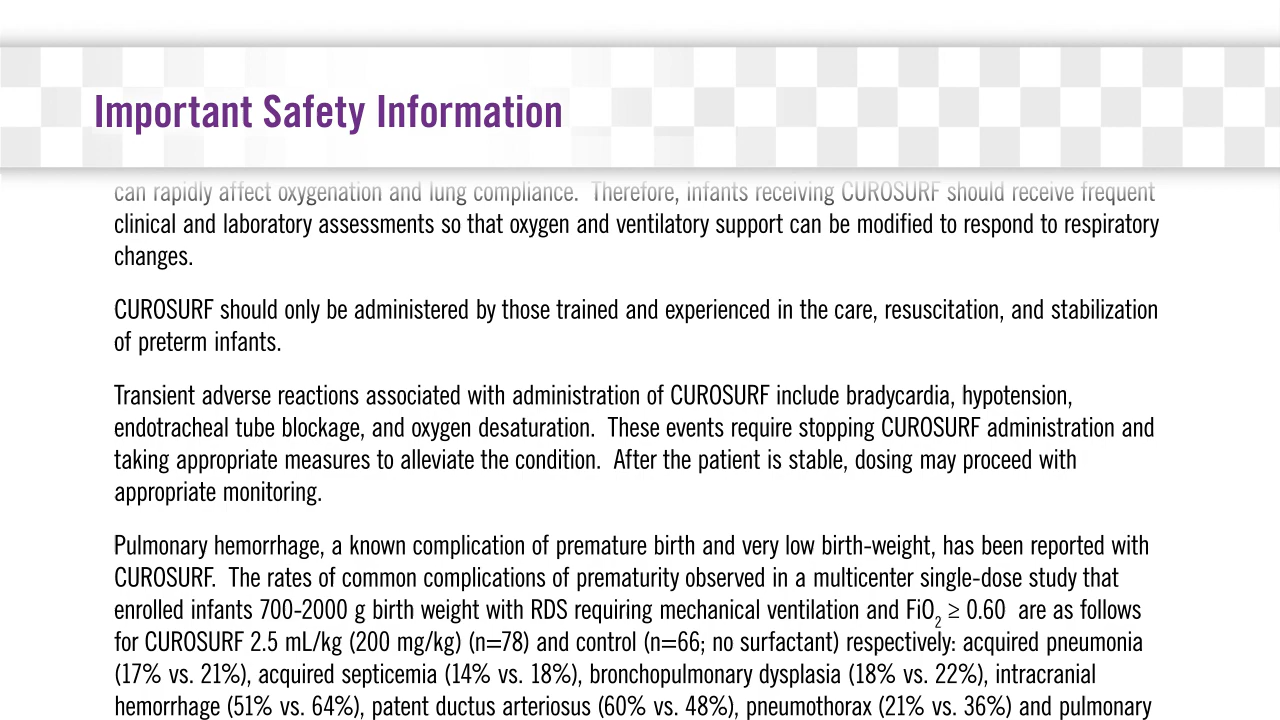 Important Safety Information
can rapidly affect oxygenation and lung compliance.  Therefore, infants receiving CUROSURF should receive frequent
clinical and laboratory assessments so that oxygen and ventilatory support can be modified to respond to respiratory
changes.
CUROSURF should only be administered by those trained and experienced in the care, resuscitation, and stabilization
of preterm infants.
Transient adverse reactions associated with administration of CUROSURF include bradycardia, hypotension,
endotracheal tube blockage, and oxygen desaturation.  These events require stopping CUROSURF administration and
taking appropriate measures to alleviate the condition.  After the patient is stable, dosing may proceed with
appropriate monitoring.
Pulmonary hemorrhage, a known complication of premature birth and very low birth-weight, has been reported with
CUROSURF.  The rates of common complications of prematurity observed in a multicenter single-dose study that
enrolled infants 700-2000 g birth weight with RDS requiring mechanical ventilation and FiO₂ ≥ 0.60  are as follows
for CUROSURF 2.5 mL/kg (200 mg/kg) (n=78) and control (n=66; no surfactant) respectively: acquired pneumonia
(17% vs. 21%), acquired septicemia (14% vs. 18%), bronchopulmonary dysplasia (18% vs. 22%), intracranial
hemorrhage (51% vs. 64%), patent ductus arteriosus (60% vs. 48%), pneumothorax (21% vs. 36%) and pulmonary